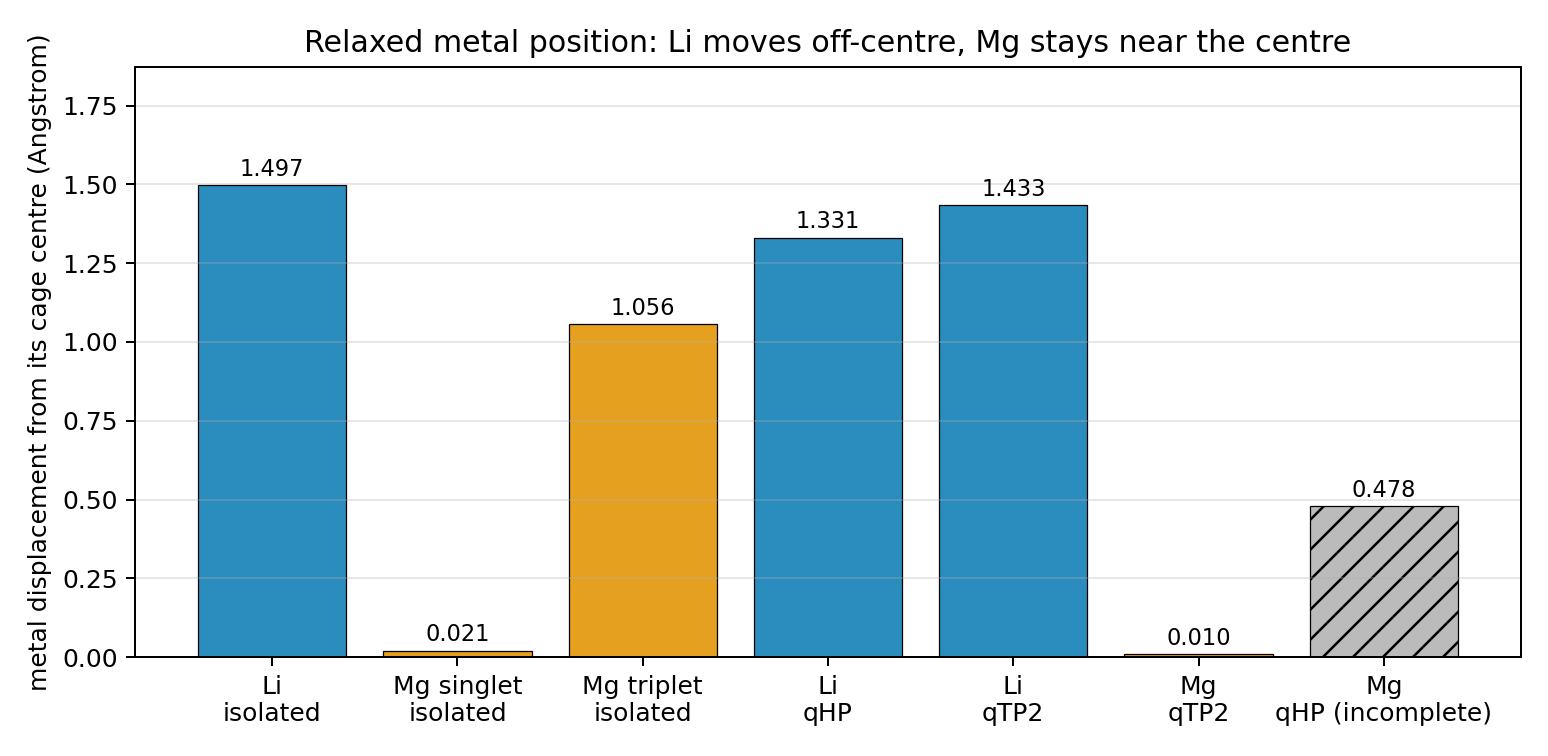 Relaxed metal position: Li moves off-centre, Mg stays near the centre
metal displacement from its cage centre (Angstrom)
1.75
1.50
1.25
1.00
0.75
0.50
0.25
0.00
1.497
0.021
1.056
1.331
1.433
0.010
0.478
Li
isolated
Mg singlet
isolated
Mg triplet
isolated
Li
qHP
Li
qTP2
Mg
qTP2
Mg
qHP (incomplete)